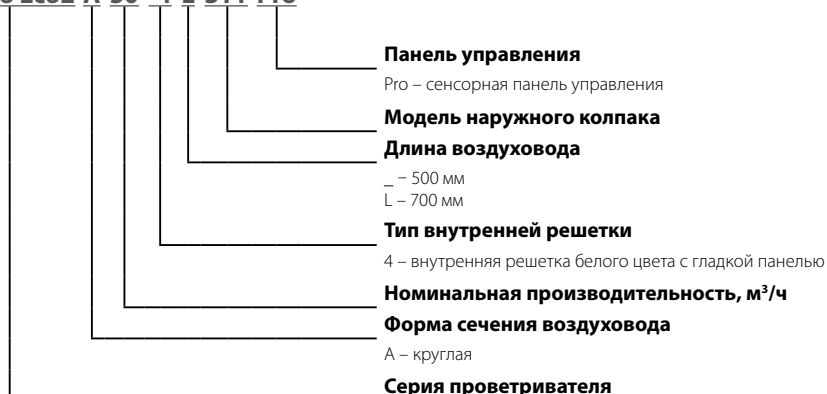 Панель управления
Pro – сенсорная панель управления
Модель наружного колпака
Длина воздуховода
_ – 500 мм
L – 700 мм
Тип внутренней решетки
4 – внутренняя решетка белого цвета с гладкой панелью
Номинальная производительность, м³/ч
Форма сечения воздуховода
А – круглая
Серия проветривателя